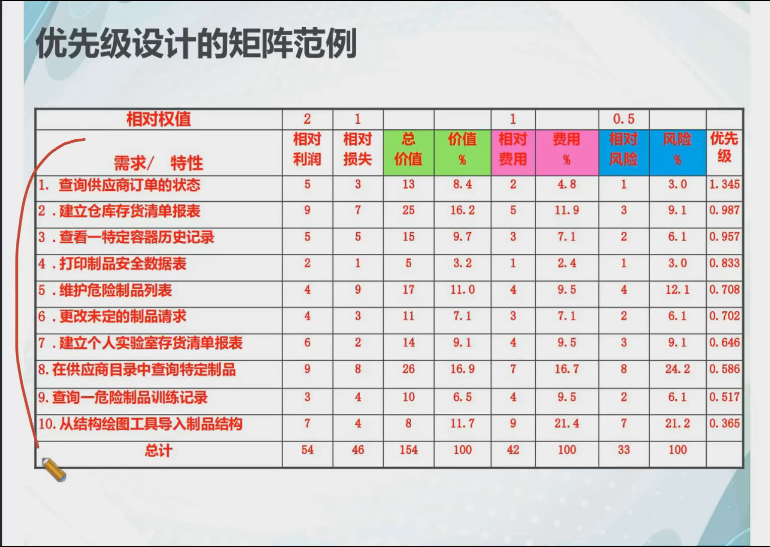 优先级设计的矩阵范例
相对权值 2 1 1 0.5
需求/ 特性 相对利润 相对损失 总价值 价值% 相对费用 费用% 相对风险 风险% 优先级
1. 查询供应商订单的状态 5 3 13 8.4 2 4.8 1 3.0 1.345
2.建立仓库存货清单报表 9 7 25 16.2 5 11.9 3 9.1 0.987
3.查看一特定容器历史记录 5 5 15 9.7 3 7.1 2 6.1 0.957
4.打印制品安全数据表 2 1 5 3.2 1 2.4 1 3.0 0.833
5.维护危险制品列表 4 9 17 11.0 4 9.5 4 12.1 0.708
6.更改未定的制品请求 4 3 11 7.1 3 7.1 2 6.1 0.702
7.建立个人实验室存货清单报表 6 2 14 9.1 4 9.5 3 9.1 0.646
8.在供应商目录中查询特定制品 9 8 26 16.9 7 16.7 8 24.2 0.586
9.查询一危险制品训练记录 3 4 10 6.5 4 9.5 2 6.1 0.517
10.从结构绘图工具导入制品结构 7 4 8 11.7 9 21.4 7 21.2 0.365
总计 54 46 154 100 42 100 33 100